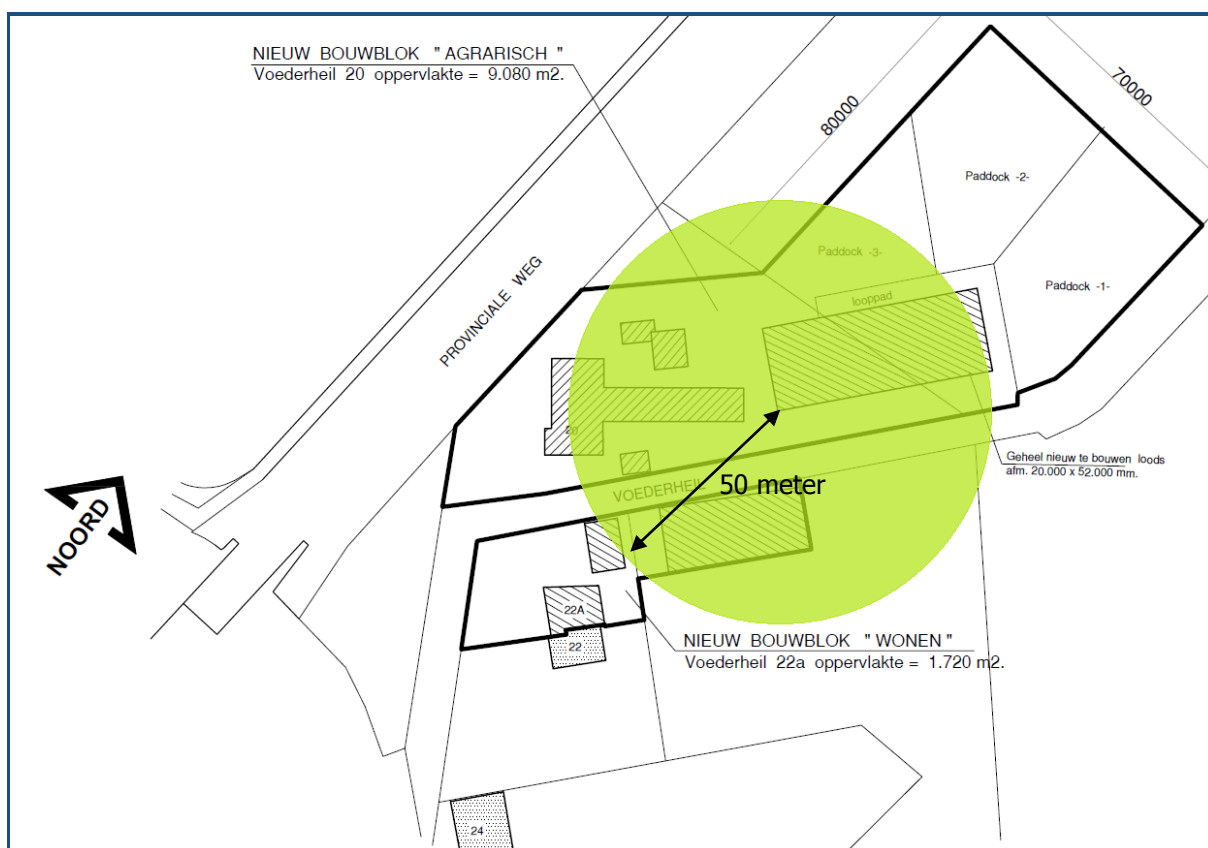 NIEUW BOUWBLOK " AGRARISCH "
Voederheil 20 oppervlakte = 9.080 m2.
70000
80000
Paddock -2-
PROVINCIALE WEG
Paddock -3-
Paddock -1-
looppad
20
Geheel nieuw te bouwen loods
afm. 20.000 x 52.000 mm.
VOEDERHEIL
50 meter
NOORD
22A
22
NIEUW BOUWBLOK " WONEN "
Voederheil 22a oppervlakte = 1.720 m2.
24